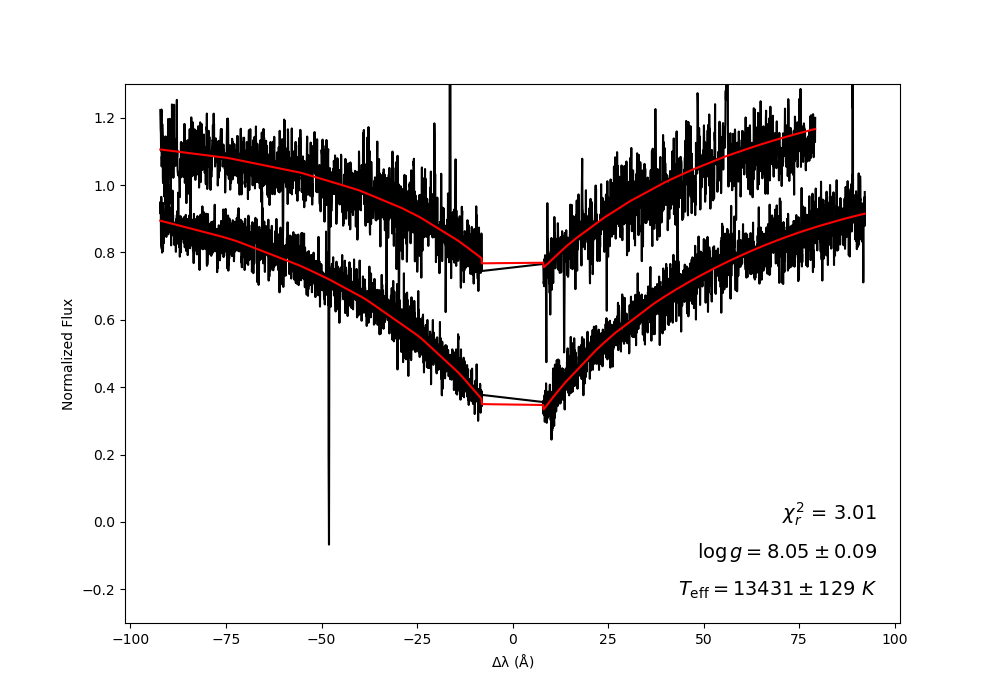 1.2
1.0
0.8
0.6
0.4
0.2
0.0
−0.2
Normalized Flux
−100 −75 −50 −25 0 25 50 75 100
Δλ (Å)
χ²ᵣ = 3.01
log g = 8.05 ± 0.09
T_eff = 13431 ± 129 K